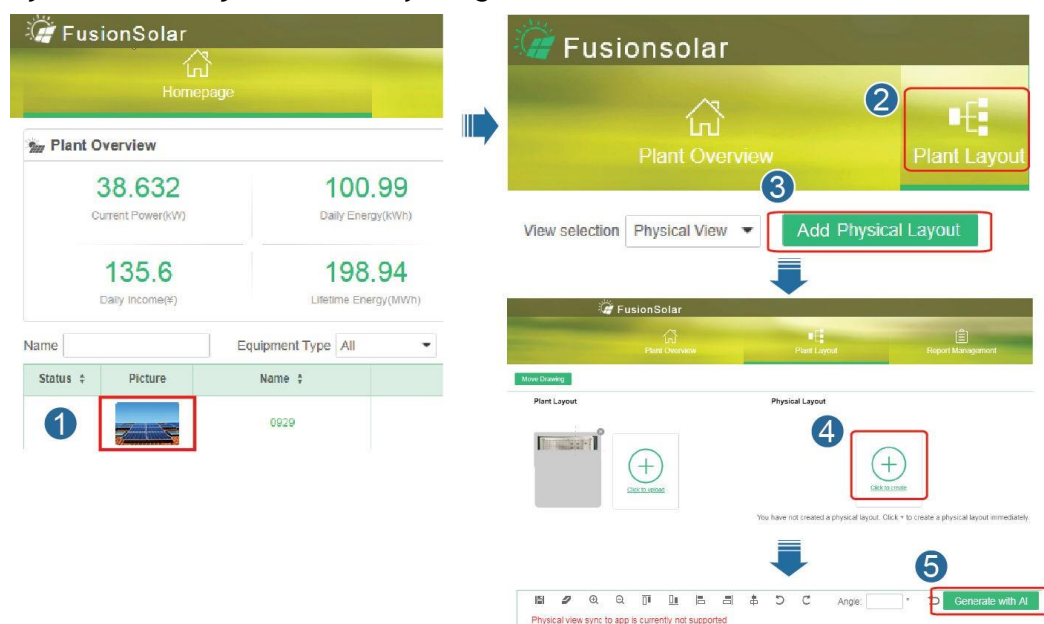 FusionSolar
Homepage
Plant Overview
38.632
Current Power(kW)
100.99
Daily Energy(kWh)
135.6
Daily Income(¥)
198.94
Lifetime Energy(MWh)
Name
Equipment Type All
Status Picture Name
1
0929
Fusionsolar
2
Plant Overview
Plant Layout
3
View selection Physical View Add Physical Layout
FusionSolar
Plant Overview Plant Layout Report Management
Move Drawing
Plant Layout Physical Layout
4
Click to upload
Click to create
You have not created a physical layout. Click + to create a physical layout immediately
5
Angle: ° Generate with AI
Physical view sync to app is currently not supported